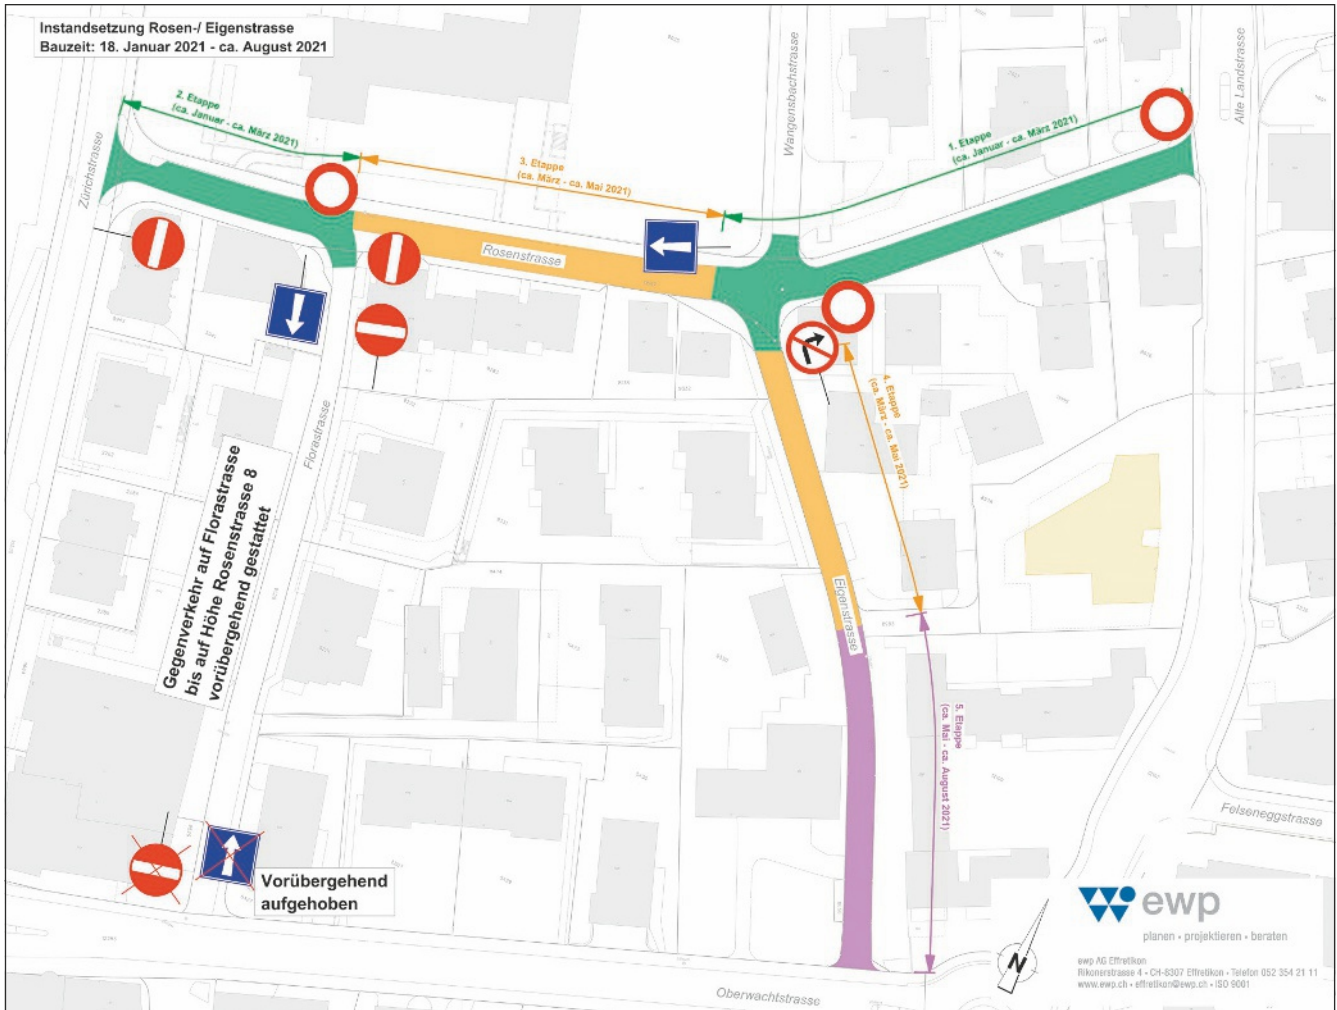 Instandsetzung Rosen-/ Eigenstrasse
Bauzeit: 18. Januar 2021 - ca. August 2021
2. Etappe
(ca. Januar - ca. März 2021)
3. Etappe
(ca. März - ca. Mai 2021)
1. Etappe
(ca. Januar - ca. März 2021)
Wangensbachstrasse
Alte Landstrasse
Zürichstrasse
Rosenstrasse
4. Etappe
(ca. März - ca. Mai 2021)
Florastrasse
Gegenverkehr auf Florastrasse
bis auf Höhe Rosenstrasse 8
vorübergehend gestattet
Eigenstrasse
5. Etappe
(ca. Mai - ca. August 2021)
Felseneggstrasse
Vorübergehend
aufgehoben
Oberwachtstrasse
N
ewp
planen • projektieren • beraten
ewp AG Effretikon
Rikonerstrasse 4 • CH-8307 Effretikon • Telefon 052 354 21 11
www.ewp.ch • effretikon@ewp.ch • ISO 9001